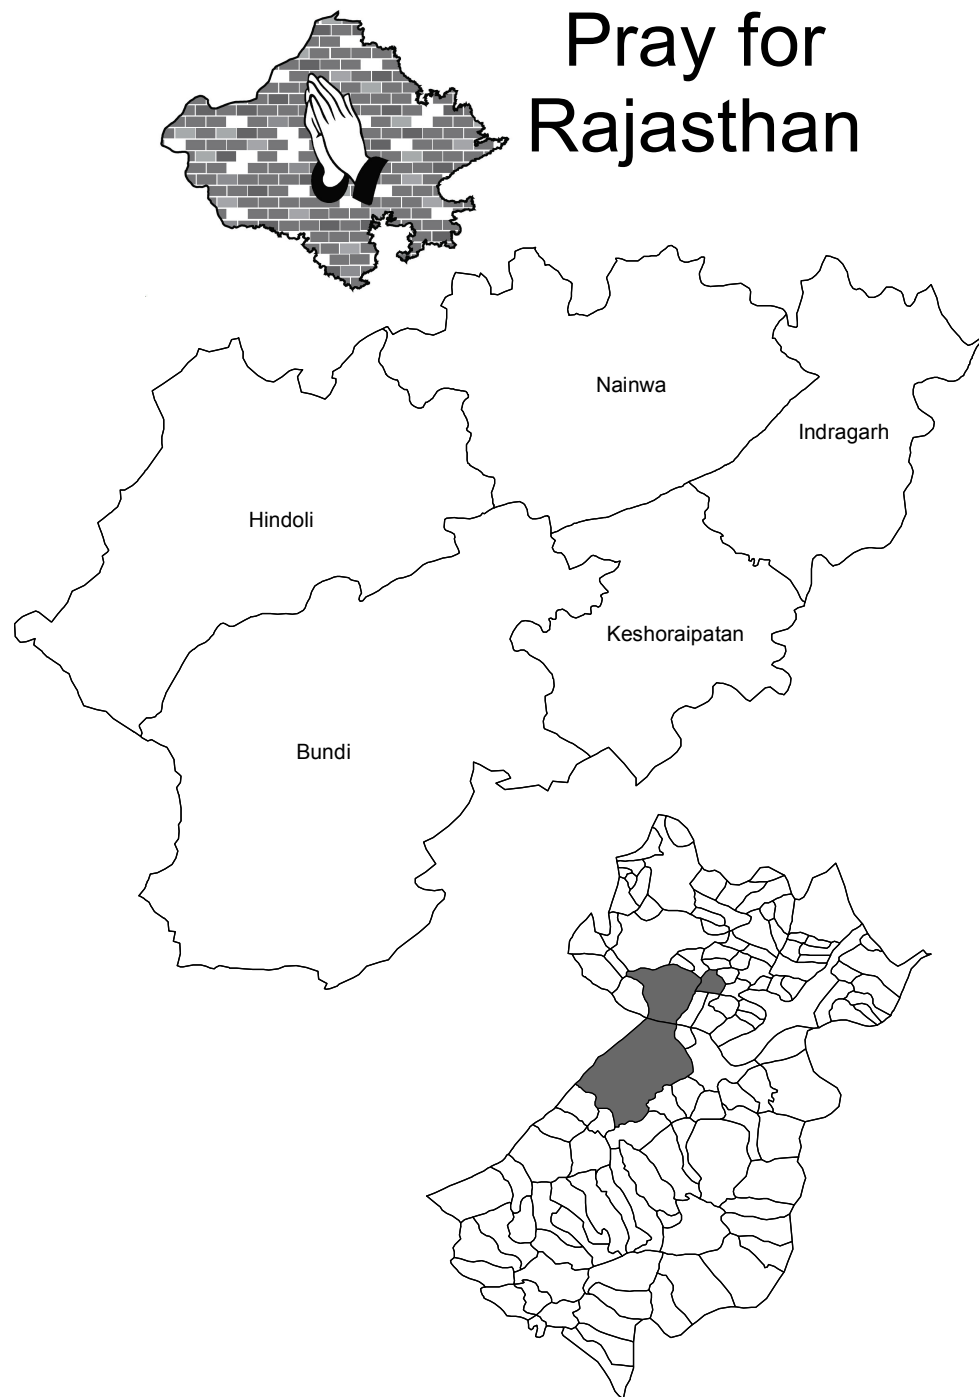 Pray for
Rajasthan
Nainwa
Indragarh
Hindoli
Keshoraipatan
Bundi